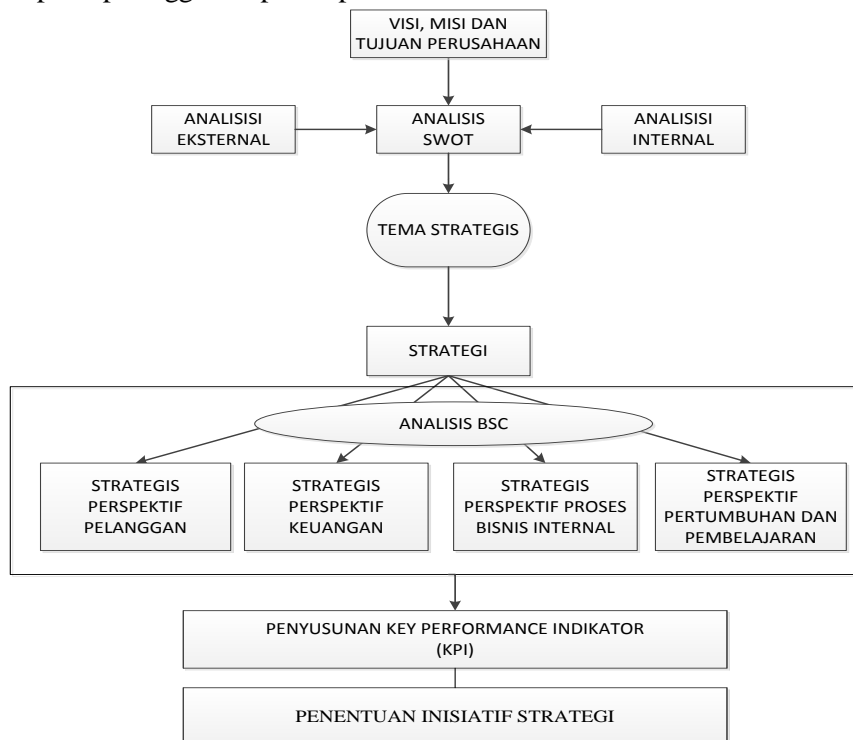 VISI, MISI DAN
TUJUAN PERUSAHAAN
ANALISISI
EKSTERNAL
ANALISIS
SWOT
ANALISISI
INTERNAL
TEMA STRATEGIS
STRATEGI
ANALISIS BSC
STRATEGIS
PERSPEKTIF
PELANGGAN
STRATEGIS
PERSPEKTIF
KEUANGAN
STRATEGIS
PERSPEKTIF PROSES
BISNIS INTERNAL
STRATEGIS
PERSPEKTIF
PERTUMBUHAN DAN
PEMBELAJARAN
PENYUSUNAN KEY PERFORMANCE INDIKATOR
(KPI)
PENENTUAN INISIATIF STRATEGI